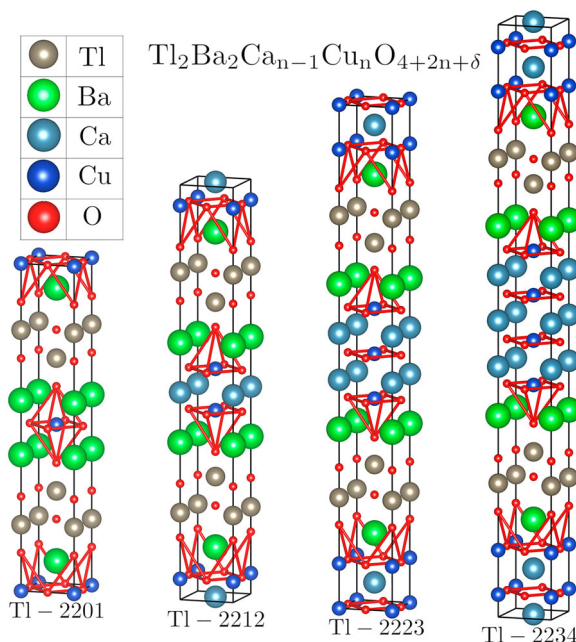 Tl₂Ba₂Caₙ₋₁CuₙO₄₊₂ₙ₊δ
Tl
Ba
Ca
Cu
O
Tl − 2201
Tl − 2212
Tl − 2223
Tl − 2234